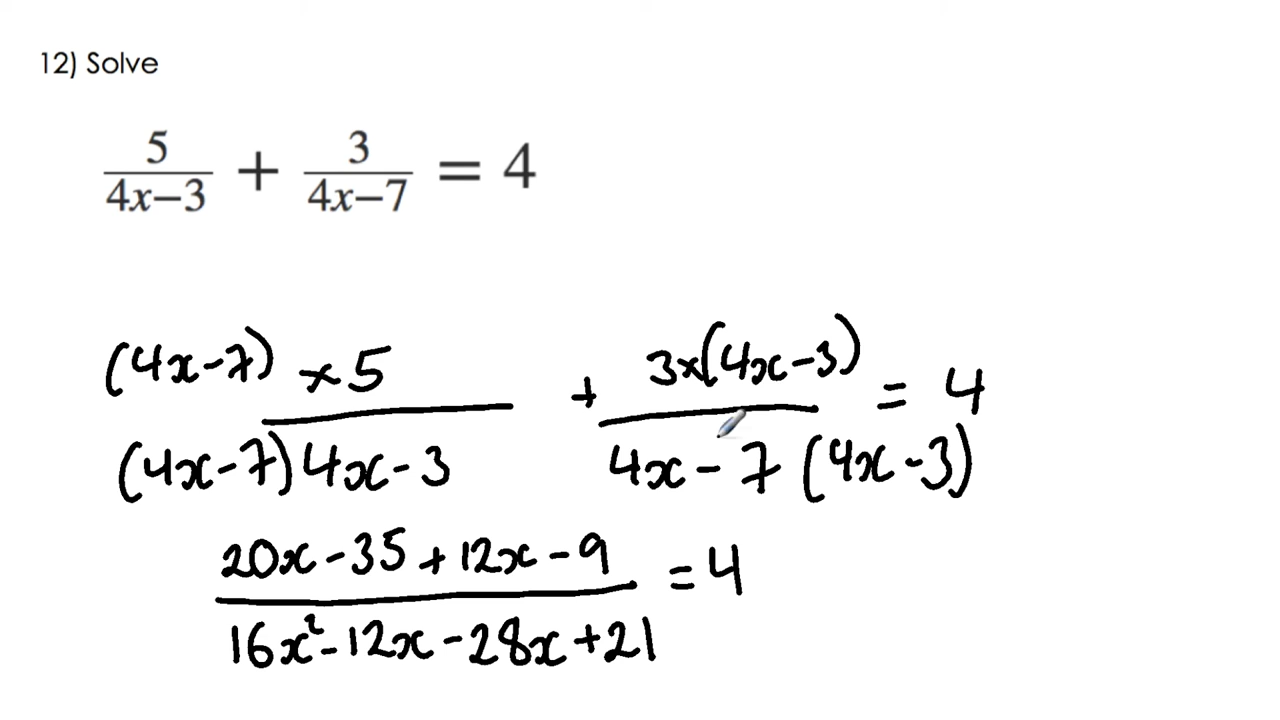 12) Solve
5/(4x−3) + 3/(4x−7) = 4
(4x-7) × 5 / (4x-7) 4x-3 + 3×(4x-3) / 4x-7 (4x-3) = 4
20x - 35 + 12x - 9 / 16x² - 12x - 28x + 21 = 4